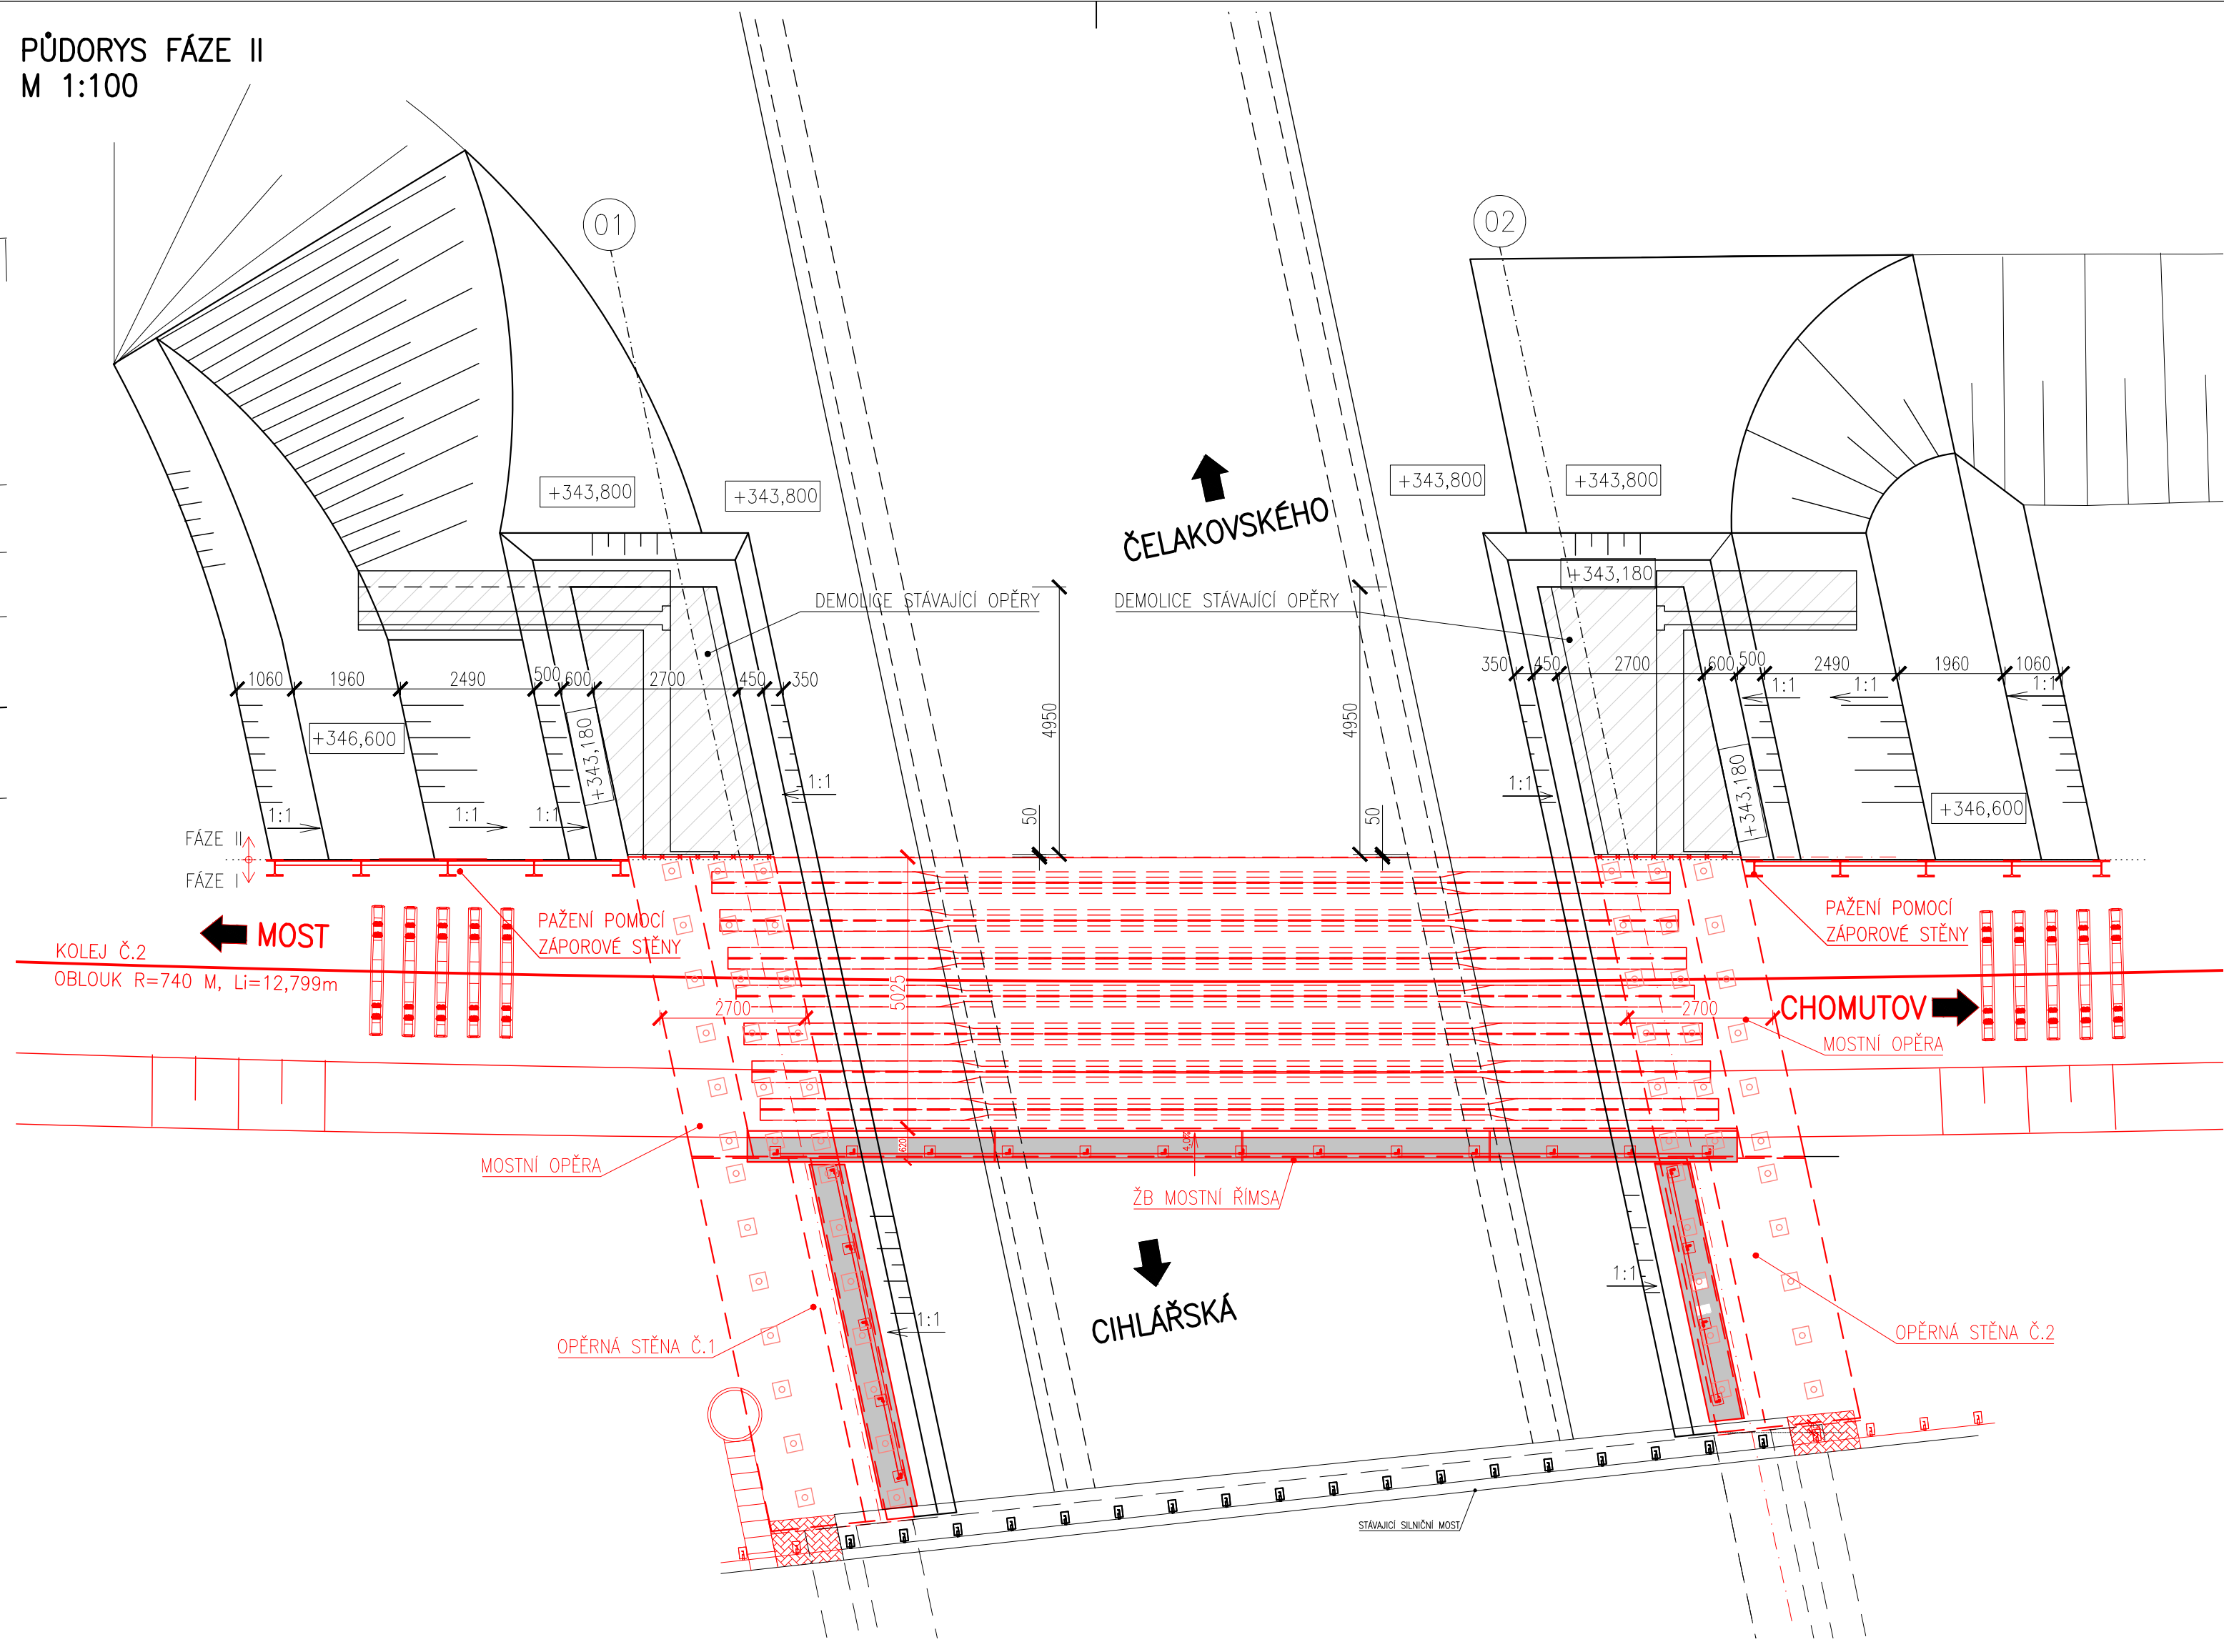 PŮDORYS FÁZE II
M 1:100
01
02
+343,800
+343,800
+343,800
+343,800
ČELAKOVSKÉHO
+343,180
DEMOLICE STÁVAJÍCÍ OPĚRY
DEMOLICE STÁVAJÍCÍ OPĚRY
1060
1960
2490
500
600
2700
450
350
350
450
2700
600
500
2490
1960
1060
1:1
1:1
1:1
+346,600
+343,180
4950
4950
+343,180
1:1
1:1
+346,600
1:1
1:1
1:1
50
50
FÁZE II
FÁZE I
MOST
PAŽENÍ POMOCÍ
ZÁPOROVÉ STĚNY
PAŽENÍ POMOCÍ
ZÁPOROVÉ STĚNY
KOLEJ Č.2
OBLOUK R=740 M, Li=12,799m
5025
2700
2700
CHOMUTOV
MOSTNÍ OPĚRA
620
4,0%
MOSTNÍ OPĚRA
ŽB MOSTNÍ ŘÍMSA
1:1
CIHLÁŘSKÁ
1:1
OPĚRNÁ STĚNA Č.1
OPĚRNÁ STĚNA Č.2
STÁVAJICÍ SILNIČNÍ MOST